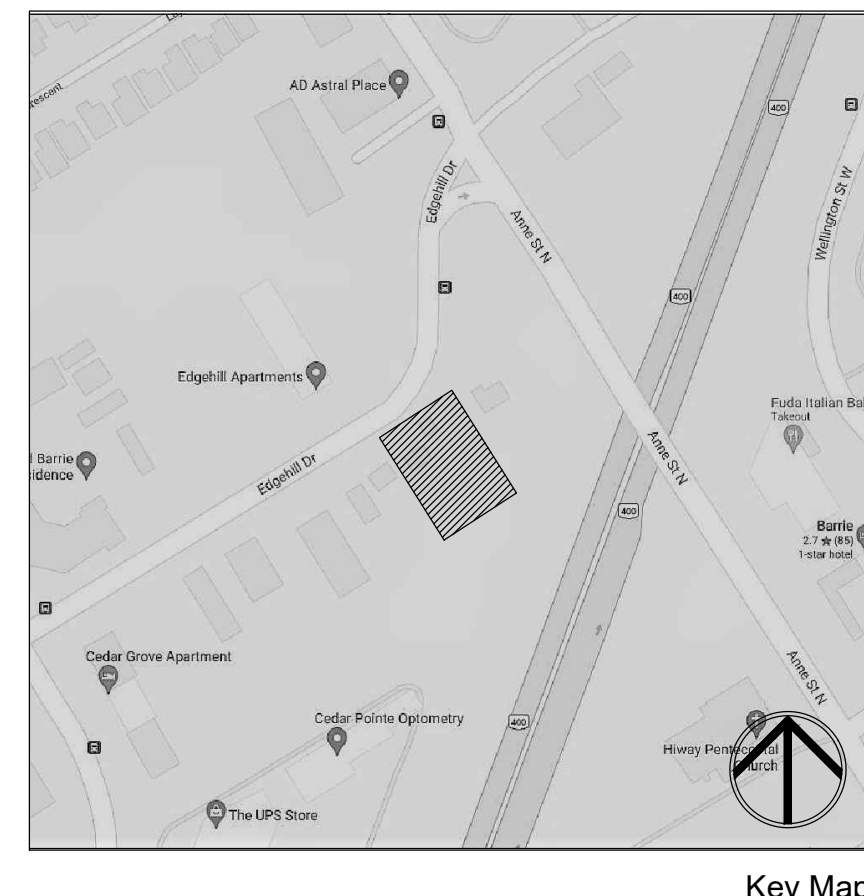 rescent
AD Astral Place
400
Edgehill Dr
Wellington St W
Anne St N
400
Edgehill Apartments
Fuda Italian Ba
Takeout
l Barrie
idence
Anne St N
Edgehill Dr
400
Barrie
2.7 ★ (85)
1-star hotel
Cedar Grove Apartment
Anne St N
Cedar Pointe Optometry
400
Hiway Pentecostal
Church
The UPS Store
Key Map